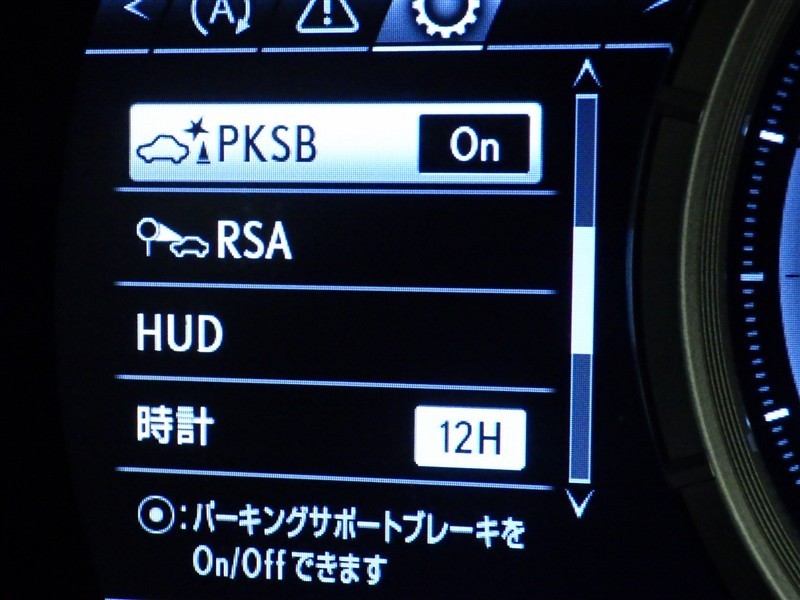 PKSB On
RSA
HUD
時計 12H
⦿:パーキングサポートブレーキを
On/Offできます